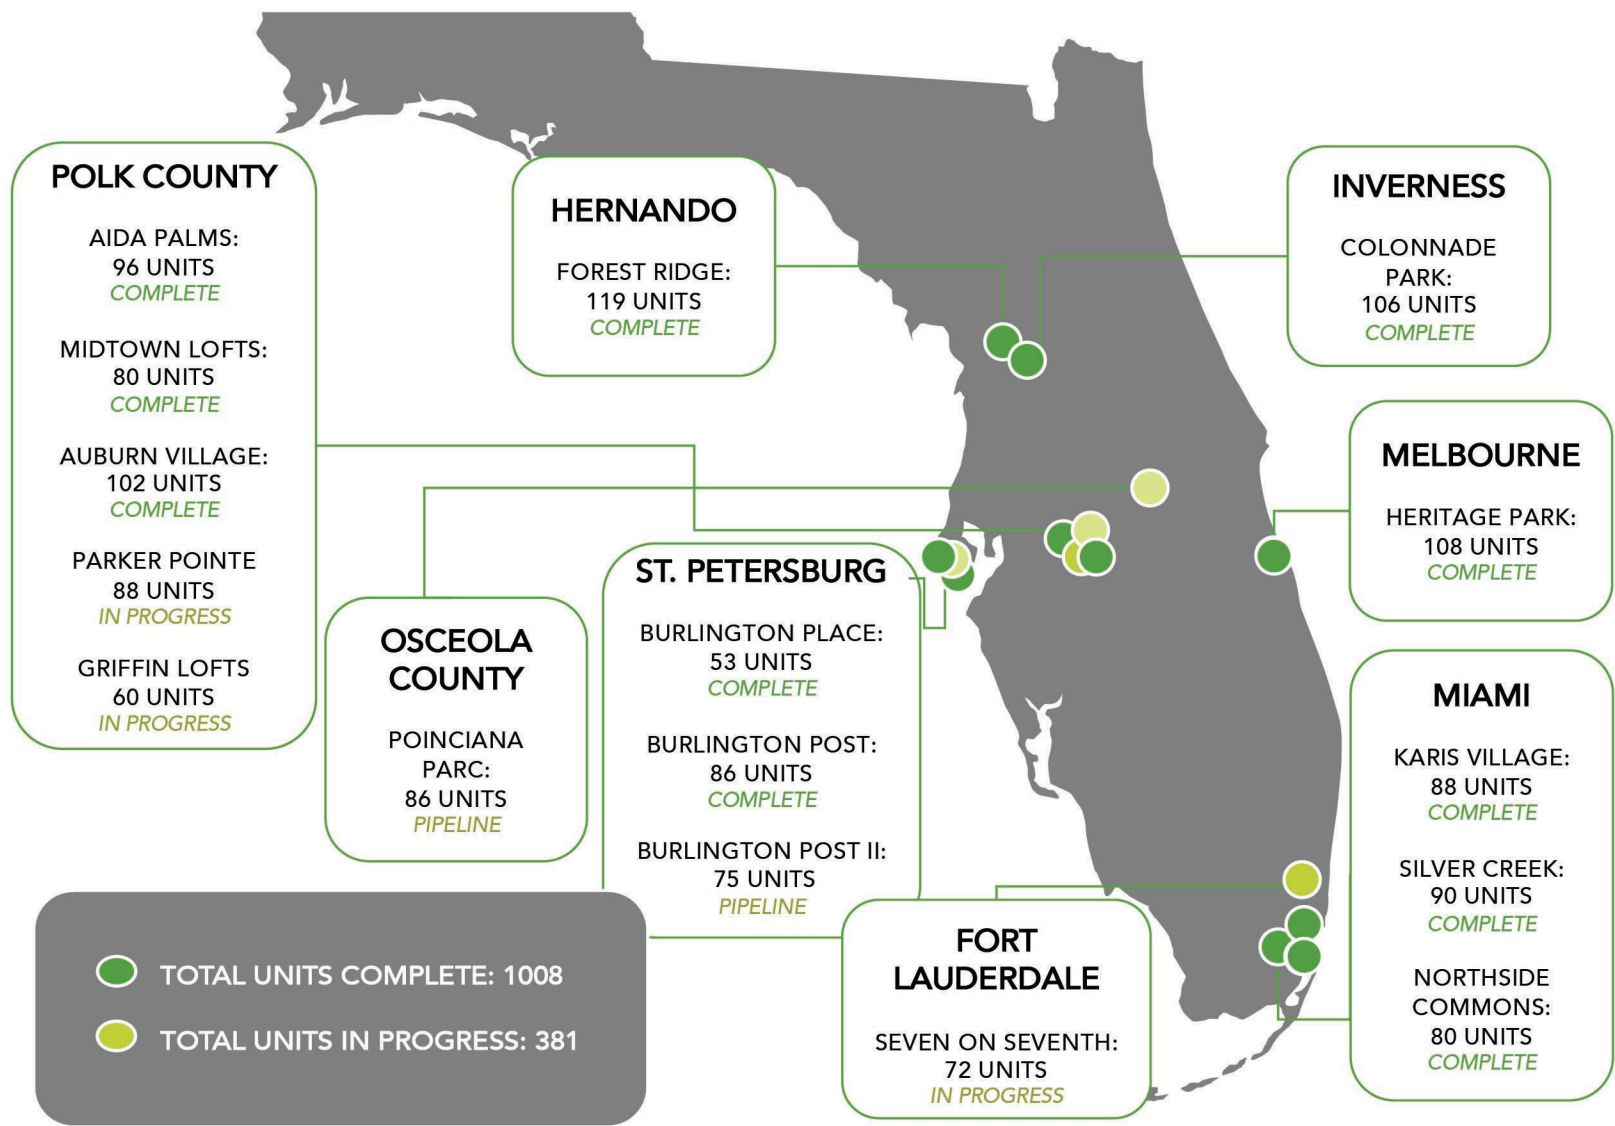 POLK COUNTY
AIDA PALMS:
96 UNITS
COMPLETE
MIDTOWN LOFTS:
80 UNITS
COMPLETE
AUBURN VILLAGE:
102 UNITS
COMPLETE
PARKER POINTE
88 UNITS
IN PROGRESS
GRIFFIN LOFTS
60 UNITS
IN PROGRESS
HERNANDO
FOREST RIDGE:
119 UNITS
COMPLETE
INVERNESS
COLONNADE
PARK:
106 UNITS
COMPLETE
MELBOURNE
HERITAGE PARK:
108 UNITS
COMPLETE
OSCEOLA
COUNTY
POINCIANA
PARC:
86 UNITS
PIPELINE
ST. PETERSBURG
BURLINGTON PLACE:
53 UNITS
COMPLETE
BURLINGTON POST:
86 UNITS
COMPLETE
BURLINGTON POST II:
75 UNITS
PIPELINE
MIAMI
KARIS VILLAGE:
88 UNITS
COMPLETE
SILVER CREEK:
90 UNITS
COMPLETE
NORTHSIDE
COMMONS:
80 UNITS
COMPLETE
FORT
LAUDERDALE
SEVEN ON SEVENTH:
72 UNITS
IN PROGRESS
TOTAL UNITS COMPLETE: 1008
TOTAL UNITS IN PROGRESS: 381